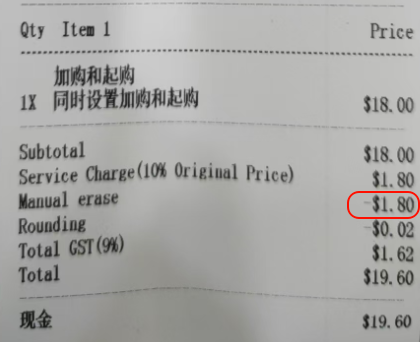 Qty Item 1 Price
加购和起购
1X 同时设置加购和起购 $18.00
Subtotal $18.00
Service Charge(10% Original Price) $1.80
Manual erase -$1.80
Rounding -$0.02
Total GST(9%) $1.62
Total $19.60
现金 $19.60